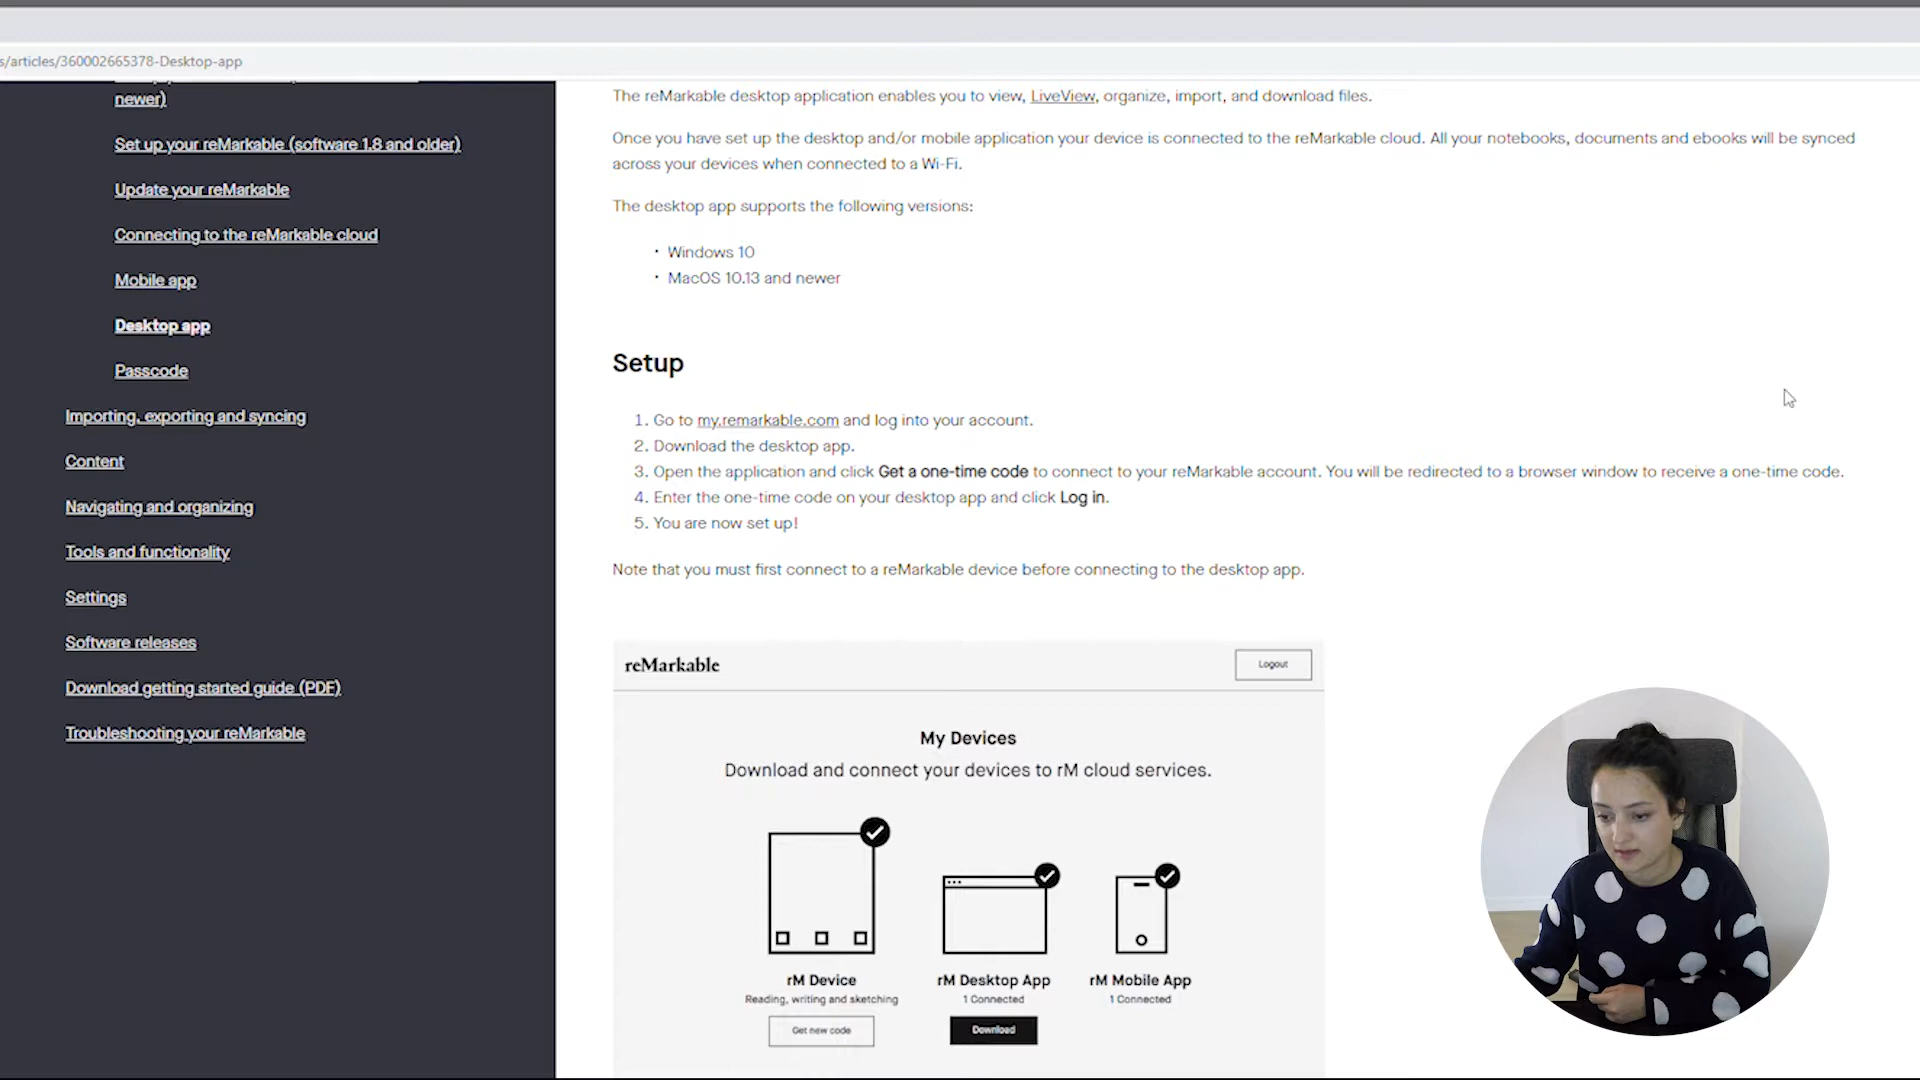 s/articles/360002665378-Desktop-app
newer)
Set up your reMarkable (software 1.8 and older)
Update your reMarkable
Connecting to the reMarkable cloud
Mobile app
Desktop app
Passcode
Importing, exporting and syncing
Content
Navigating and organizing
Tools and functionality
Settings
Software releases
Download getting started guide (PDF)
Troubleshooting your reMarkable
The reMarkable desktop application enables you to view, LiveView, organize, import, and download files.
Once you have set up the desktop and/or mobile application your device is connected to the reMarkable cloud. All your notebooks, documents and ebooks will be synced
across your devices when connected to a Wi-Fi.
The desktop app supports the following versions:
• Windows 10
• MacOS 10.13 and newer
Setup
1. Go to my.remarkable.com and log into your account.
2. Download the desktop app.
3. Open the application and click Get a one-time code to connect to your reMarkable account. You will be redirected to a browser window to receive a one-time code.
4. Enter the one-time code on your desktop app and click Log in.
5. You are now set up!
Note that you must first connect to a reMarkable device before connecting to the desktop app.
reMarkable
Logout
My Devices
Download and connect your devices to rM cloud services.
rM Device
Reading, writing and sketching
Get new code
rM Desktop App
1 Connected
Download
rM Mobile App
1 Connected